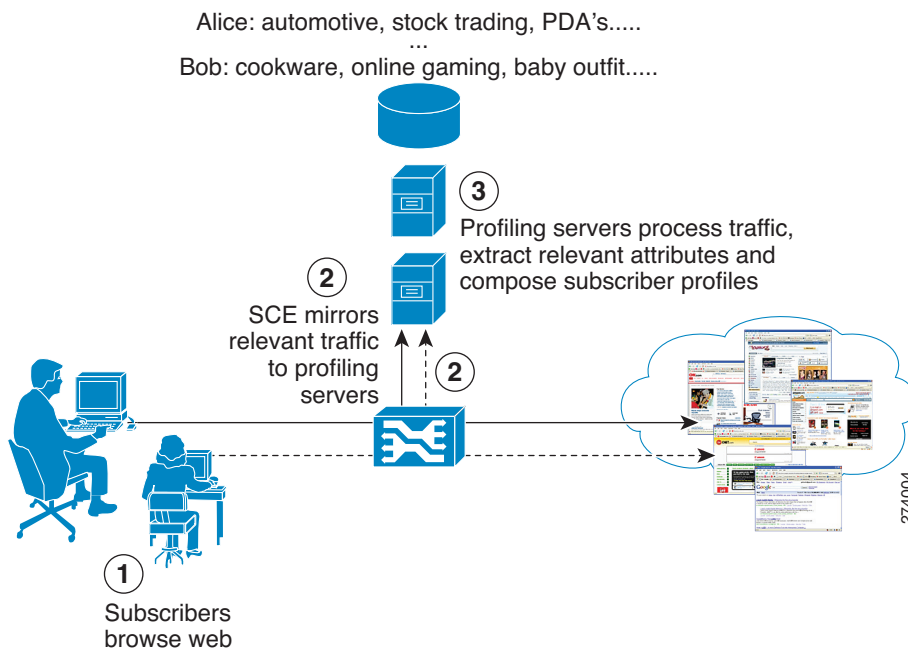 Alice: automotive, stock trading, PDA's.....
...
Bob: cookware, online gaming, baby outfit.....
3
Profiling servers process traffic,
extract relevant attributes and
compose subscriber profiles
2
SCE mirrors
relevant traffic
to profiling
servers
2
1
Subscribers
browse web
Google
274004